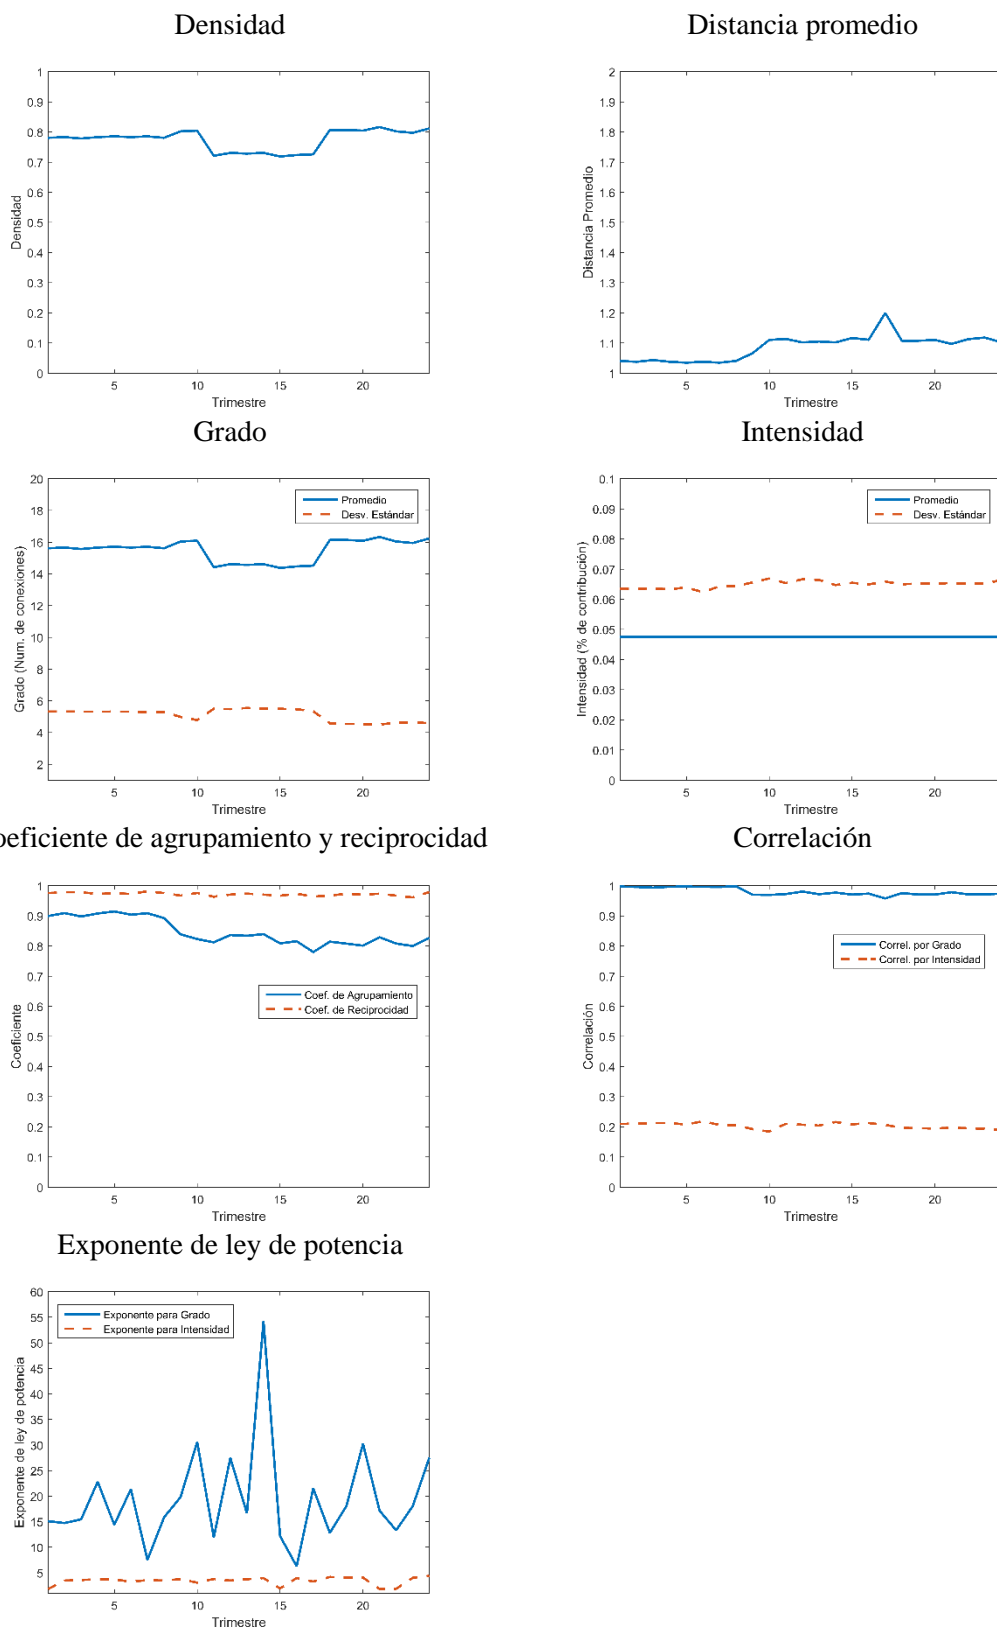 Densidad
Distancia promedio
1
0.9
0.8
0.7
0.6
0.5
0.4
0.3
0.2
0.1
0
Densidad
5 10 15 20
Trimestre
2
1.9
1.8
1.7
1.6
1.5
1.4
1.3
1.2
1.1
1
Distancia Promedio
5 10 15 20
Trimestre
Grado
Intensidad
20
18
16
14
12
10
8
6
4
2
Grado (Num. de conexiones)
Promedio
Desv. Estándar
5 10 15 20
Trimestre
0.1
0.09
0.08
0.07
0.06
0.05
0.04
0.03
0.02
0.01
0
Intensidad (% de contribución)
Promedio
Desv. Estándar
5 10 15 20
Trimestre
oeficiente de agrupamiento y reciprocidad
Correlación
1
0.9
0.8
0.7
0.6
0.5
0.4
0.3
0.2
0.1
0
Coeficiente
Coef. de Agrupamiento
Coef. de Reciprocidad
5 10 15 20
Trimestre
1
0.9
0.8
0.7
0.6
0.5
0.4
0.3
0.2
0.1
0
Correlación
Correl. por Grado
Correl. por Intensidad
5 10 15 20
Trimestre
Exponente de ley de potencia
60
55
50
45
40
35
30
25
20
15
10
5
Exponente de ley de potencia
Exponente para Grado
Exponente para Intensidad
5 10 15 20
Trimestre